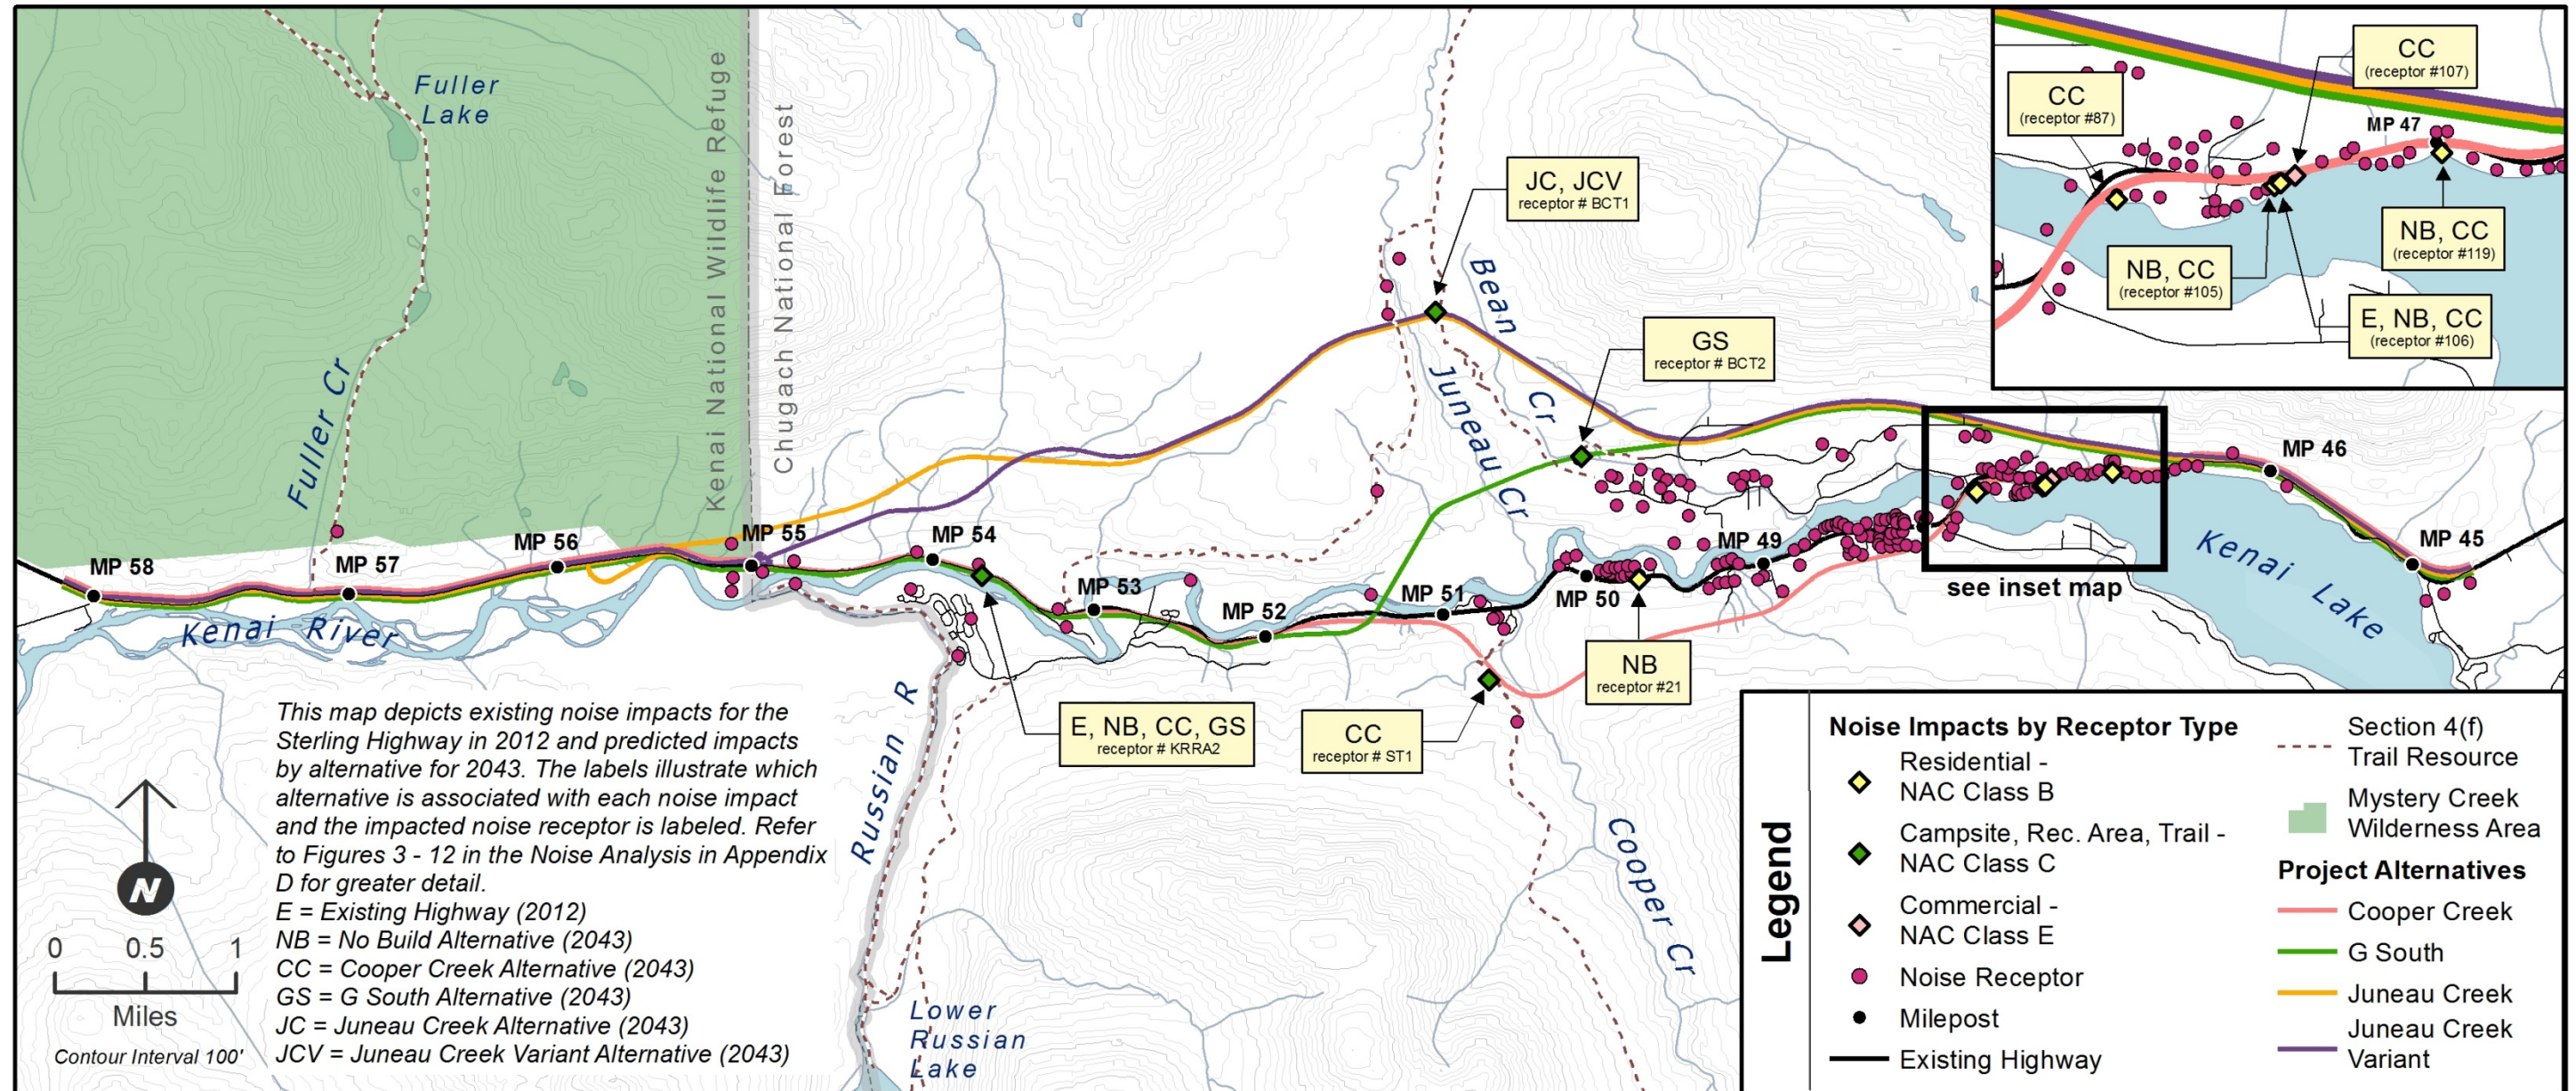 Fuller
Lake
Kenai National Wildlife Refuge
Chugach National Forest
Fuller Cr
JC, JCV
receptor # BCT1
Bean
Cr
Juneau Cr
GS
receptor # BCT2
CC
(receptor #107)
CC
(receptor #87)
MP 47
NB, CC
(receptor #119)
NB, CC
(receptor #105)
E, NB, CC
(receptor #106)
MP 58
MP 57
MP 56
MP 55
MP 54
MP 53
MP 52
MP 51
MP 50
MP 49
MP 46
MP 45
see inset map
Kenai River
Kenai Lake
NB
receptor #21
E, NB, CC, GS
receptor # KRRA2
CC
receptor # ST1
Russian R
Cooper Cr
Lower
Russian
Lake
This map depicts existing noise impacts for the
Sterling Highway in 2012 and predicted impacts
by alternative for 2043. The labels illustrate which
alternative is associated with each noise impact
and the impacted noise receptor is labeled. Refer
to Figures 3 - 12 in the Noise Analysis in Appendix
D for greater detail.
E = Existing Highway (2012)
NB = No Build Alternative (2043)
CC = Cooper Creek Alternative (2043)
GS = G South Alternative (2043)
JC = Juneau Creek Alternative (2043)
JCV = Juneau Creek Variant Alternative (2043)
N
0 0.5 1
Miles
Contour Interval 100'
Legend
Noise Impacts by Receptor Type
Residential -
NAC Class B
Campsite, Rec. Area, Trail -
NAC Class C
Commercial -
NAC Class E
Noise Receptor
Milepost
Existing Highway
Section 4(f)
Trail Resource
Mystery Creek
Wilderness Area
Project Alternatives
Cooper Creek
G South
Juneau Creek
Juneau Creek
Variant